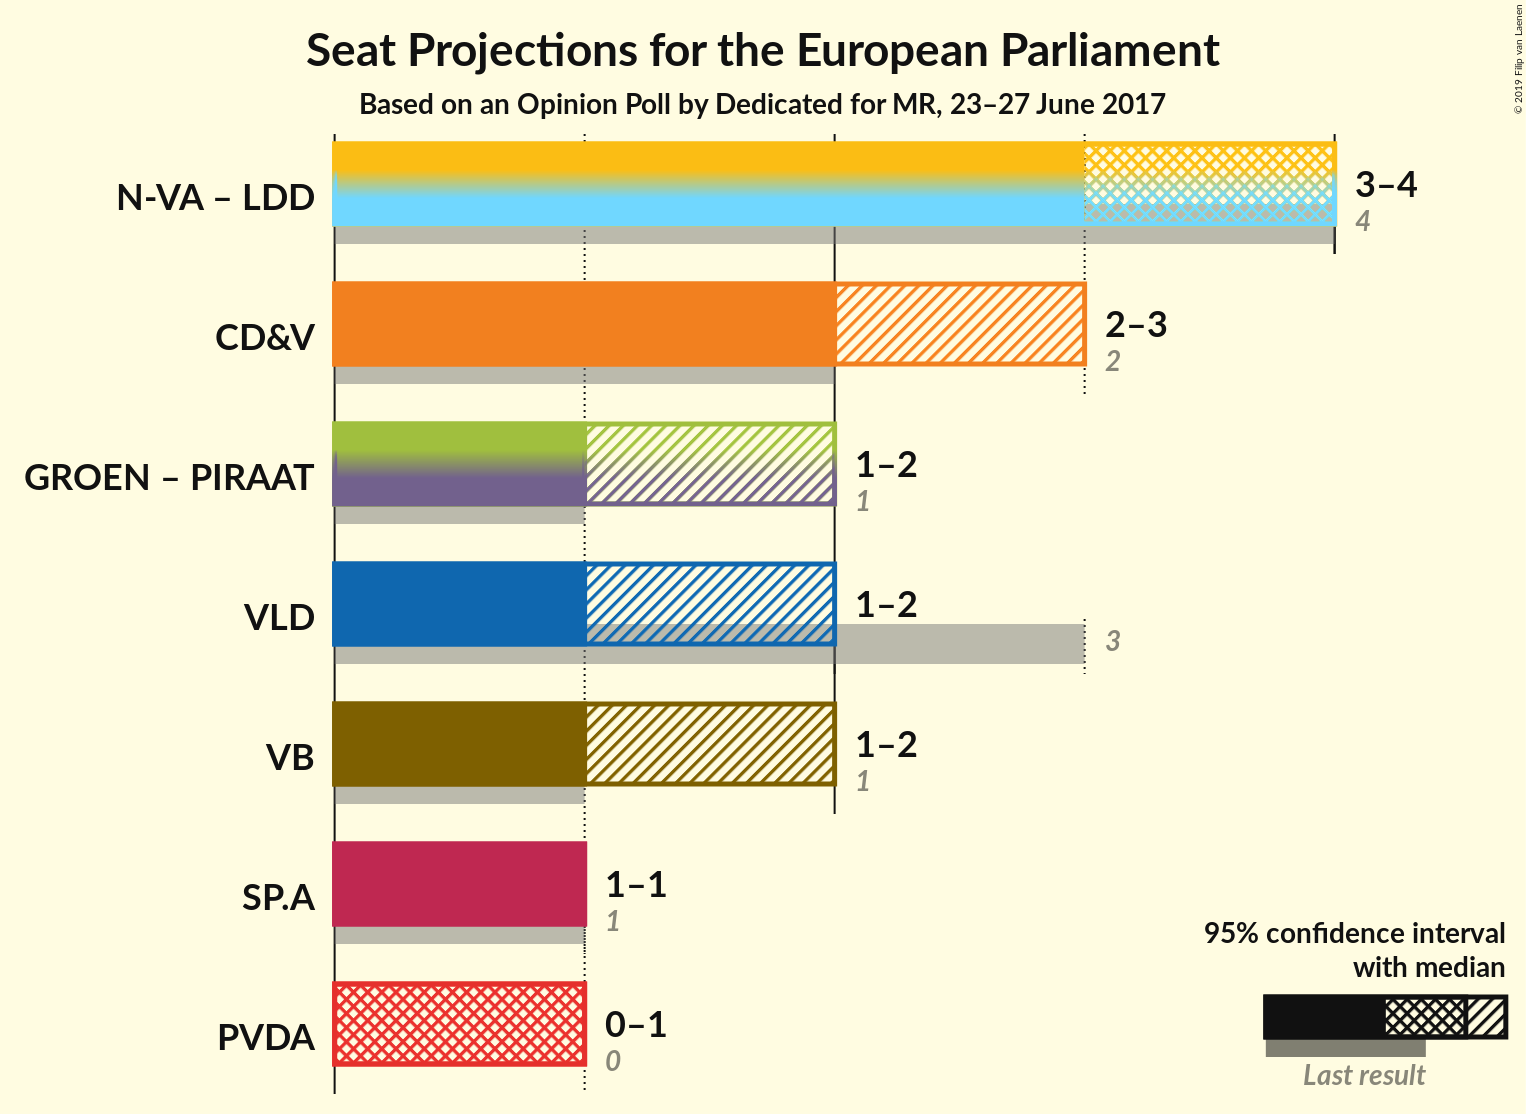 Seat Projections for the European Parliament
Based on an Opinion Poll by Dedicated for MR, 23–27 June 2017
© 2019 Filip van Laenen
N-VA – LDD
3–4
4
CD&V
2–3
2
GROEN – PIRAAT
1–2
1
VLD
1–2
3
VB
1–2
1
SP.A
1–1
1
PVDA
0–1
0
95% confidence interval
with median
Last result